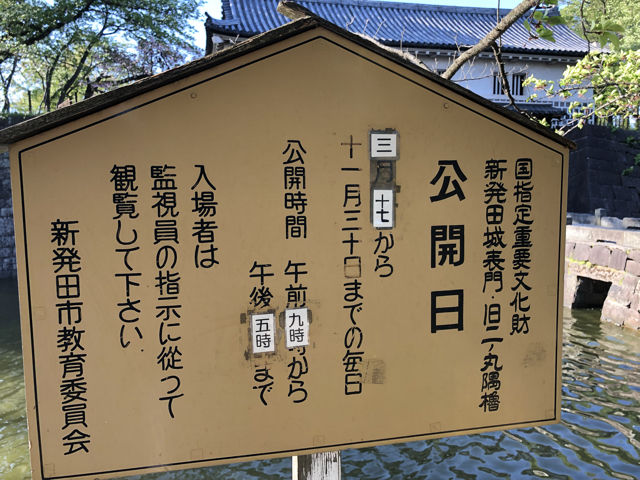 国指定重要文化財
新発田城表門・旧二ノ丸隅櫓
公開日
三月十七から
十一月三十日までの毎日
公開時間 午前九時から
午後五時まで
入場者は
監視員の指示に従って
観覧して下さい.
新発田市教育委員会